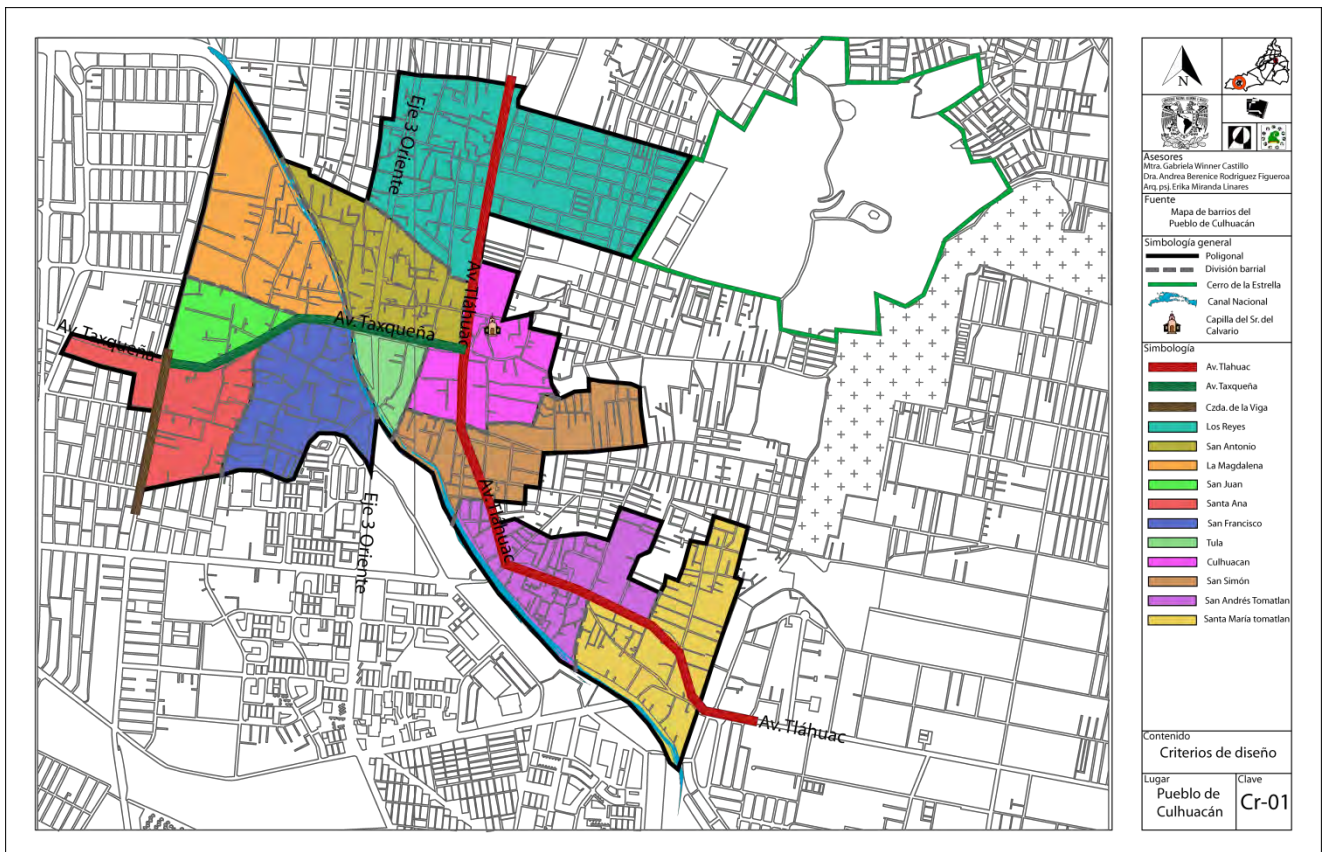 Eje 3 Oriente
Av. Tláhuac
Av. Taxqueña
Av. Taxqueña
Av. Tláhuac
Eje 3 Oriente
Av. Tláhuac
N
Asesores
Mtra. Gabriela Winner Castillo
Dra. Andrea Berenice Rodríguez Figueroa
Arq. psj. Erika Miranda Linares
Fuente
Mapa de barrios del
Pueblo de Culhuacán
Simbología general
Poligonal
División barrial
Cerro de la Estrella
Canal Nacional
Capilla del Sr. del
Calvario
Simbología
Av. Tlahuac
Av. Taxqueña
Czda. de la Viga
Los Reyes
San Antonio
La Magdalena
San Juan
Santa Ana
San Francisco
Tula
Culhuacan
San Simón
San Andrés Tomatlan
Santa María tomatlan
Contenido
Criterios de diseño
Lugar
Pueblo de
Culhuacán
Clave
Cr-01